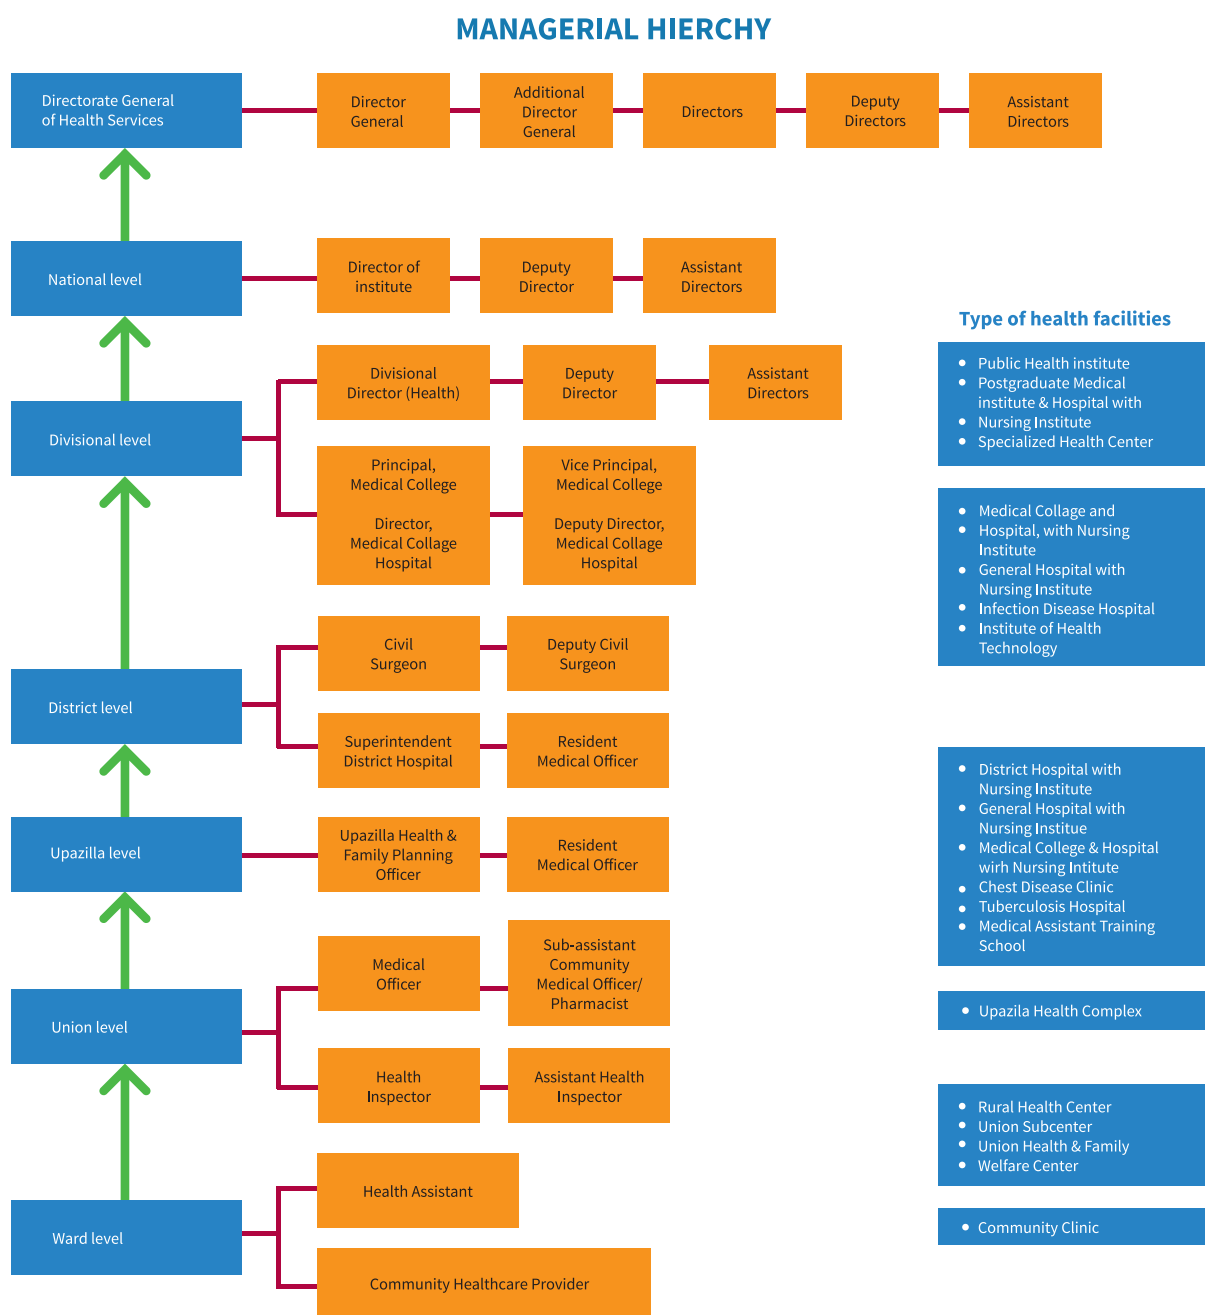 MANAGERIAL HIERCHY
Directorate General
of Health Services
Director
General
Additional
Director
General
Directors
Deputy
Directors
Assistant
Directors
National level
Director of
institute
Deputy
Director
Assistant
Directors
Divisional level
Divisional
Director (Health)
Deputy
Director
Assistant
Directors
Principal,
Medical College
Director,
Medical Collage
Hospital
Vice Principal,
Medical College
Deputy Director,
Medical Collage
Hospital
District level
Civil
Surgeon
Deputy Civil
Surgeon
Superintendent
District Hospital
Resident
Medical Officer
Upazilla level
Upazilla Health &
Family Planning
Officer
Resident
Medical Officer
Union level
Medical
Officer
Sub-assistant
Community
Medical Officer/
Pharmacist
Health
Inspector
Assistant Health
Inspector
Ward level
Health Assistant
Community Healthcare Provider
Type of health facilities
• Public Health institute
• Postgraduate Medical
institute & Hospital with
• Nursing Institute
• Specialized Health Center
• Medical Collage and
• Hospital, with Nursing
Institute
• General Hospital with
Nursing Institute
• Infection Disease Hospital
• Institute of Health
Technology
• District Hospital with
Nursing Institute
• General Hospital with
Nursing Institue
• Medical College & Hospital
wirh Nursing Intitute
• Chest Disease Clinic
• Tuberculosis Hospital
• Medical Assistant Training
School
• Upazila Health Complex
• Rural Health Center
• Union Subcenter
• Union Health & Family
• Welfare Center
• Community Clinic